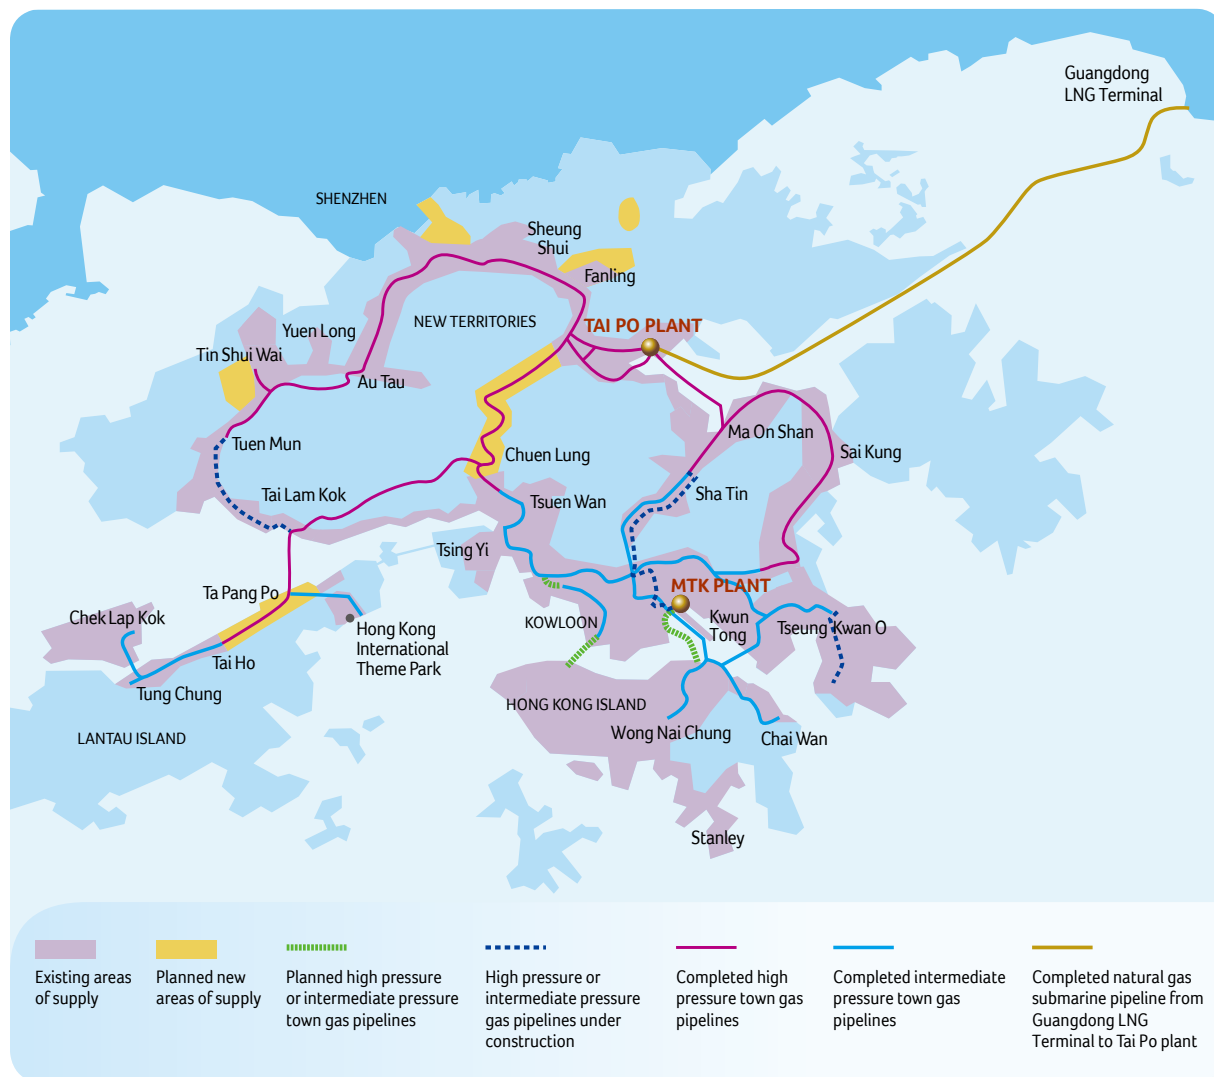 Guangdong
LNG Terminal
SHENZHEN
Sheung
Shui
Fanling
NEW TERRITORIES
TAI PO PLANT
Yuen Long
Tin Shui Wai
Au Tau
Ma On Shan
Tuen Mun
Chuen Lung
Sai Kung
Tai Lam Kok
Tsuen Wan
Sha Tin
Tsing Yi
Ta Pang Po
MTK PLANT
Chek Lap Kok
Hong Kong
International
Theme Park
KOWLOON
Kwun
Tong
Tseung Kwan O
Tai Ho
Tung Chung
HONG KONG ISLAND
LANTAU ISLAND
Wong Nai Chung
Chai Wan
Stanley
Existing areas
of supply
Planned new
areas of supply
Planned high pressure
or intermediate pressure
town gas pipelines
High pressure or
intermediate pressure
gas pipelines under
construction
Completed high
pressure town gas
pipelines
Completed intermediate
pressure town gas
pipelines
Completed natural gas
submarine pipeline from
Guangdong LNG
Terminal to Tai Po plant